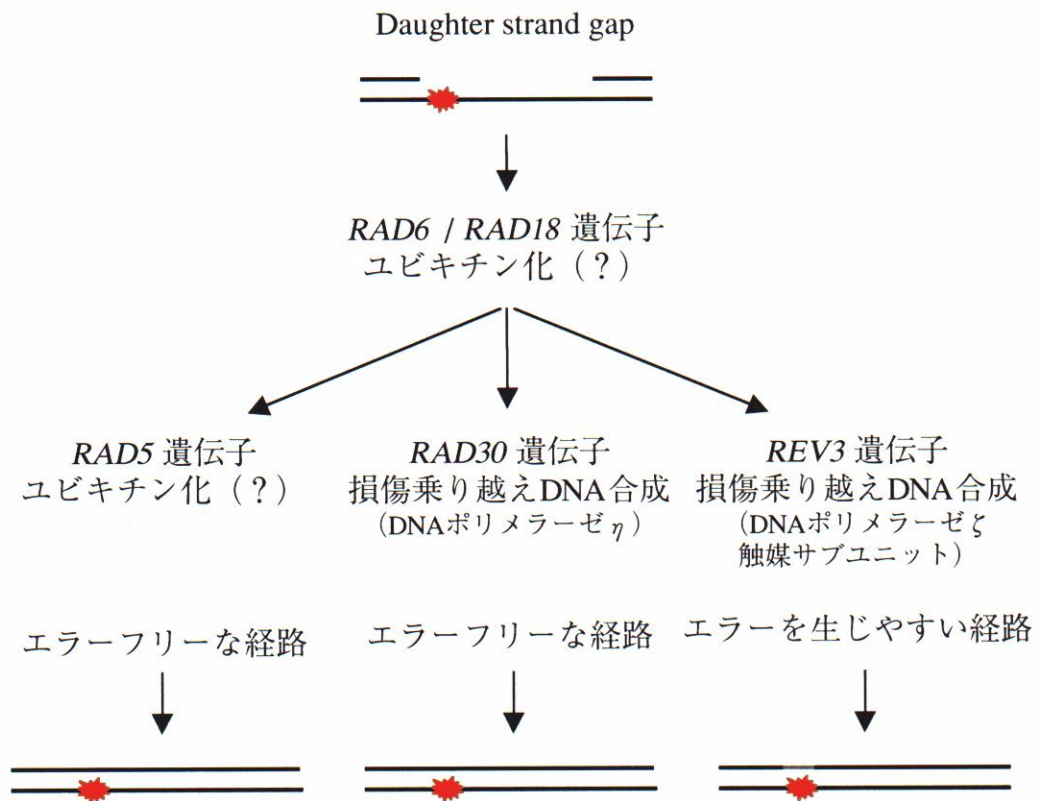 Daughter strand gap
RAD6 / RAD18 遺伝子
ユビキチン化（？）
RAD5 遺伝子
ユビキチン化（？）
RAD30 遺伝子
損傷乗り越えDNA合成
（DNAポリメラーゼη）
REV3 遺伝子
損傷乗り越えDNA合成
（DNAポリメラーゼζ
触媒サブユニット）
エラーフリーな経路
エラーフリーな経路
エラーを生じやすい経路